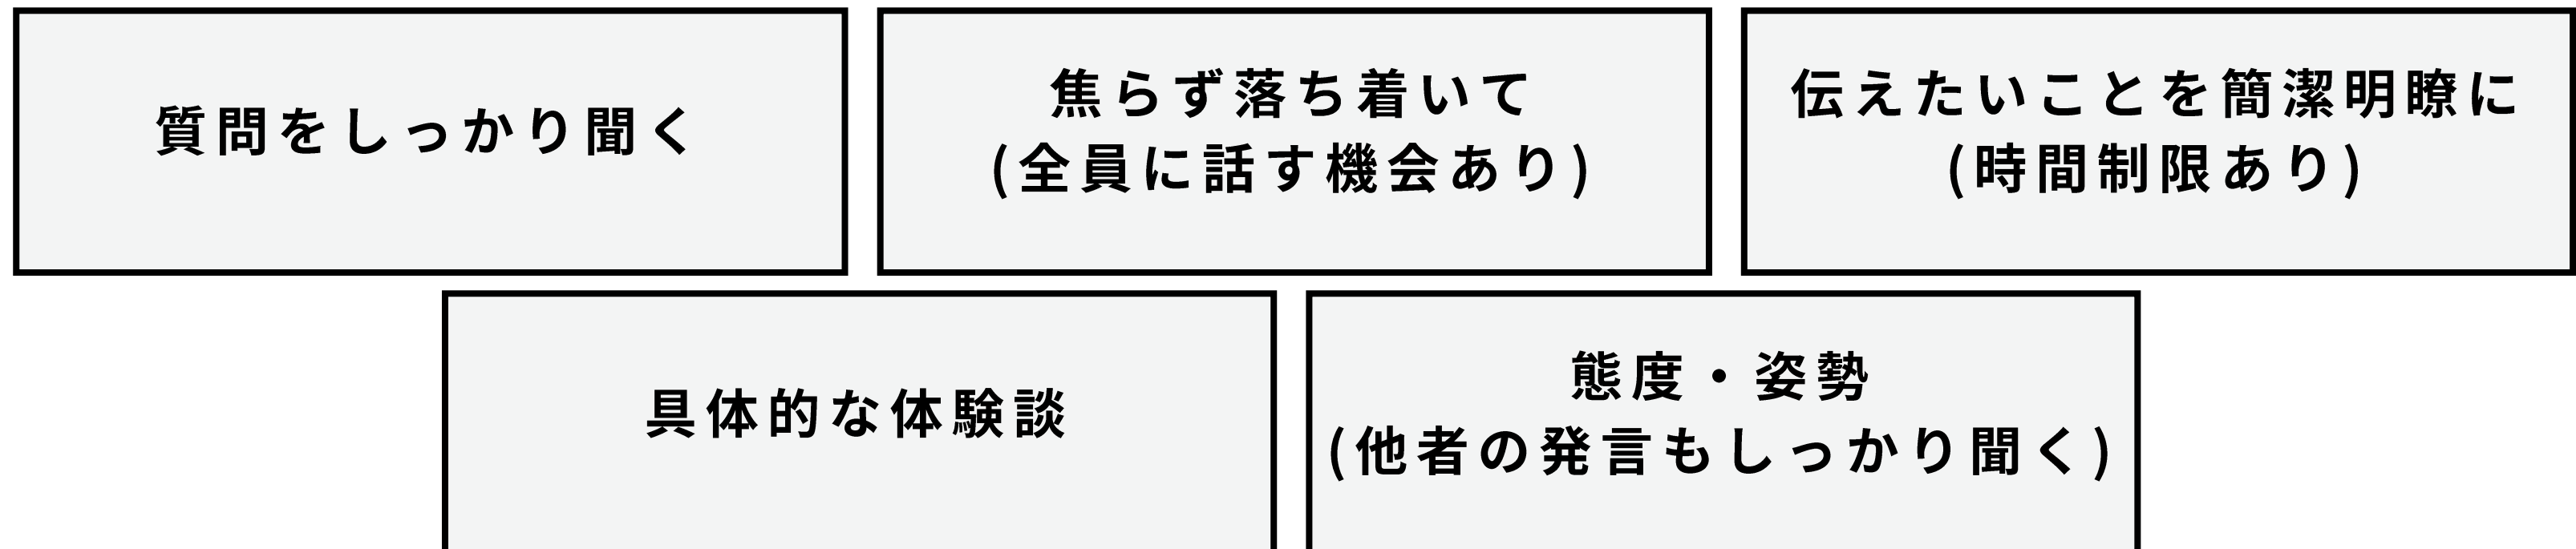 質問をしっかり聞く
焦らず落ち着いて
(全員に話す機会あり)
伝えたいことを簡潔明瞭に
(時間制限あり)
具体的な体験談
態度・姿勢
(他者の発言もしっかり聞く)